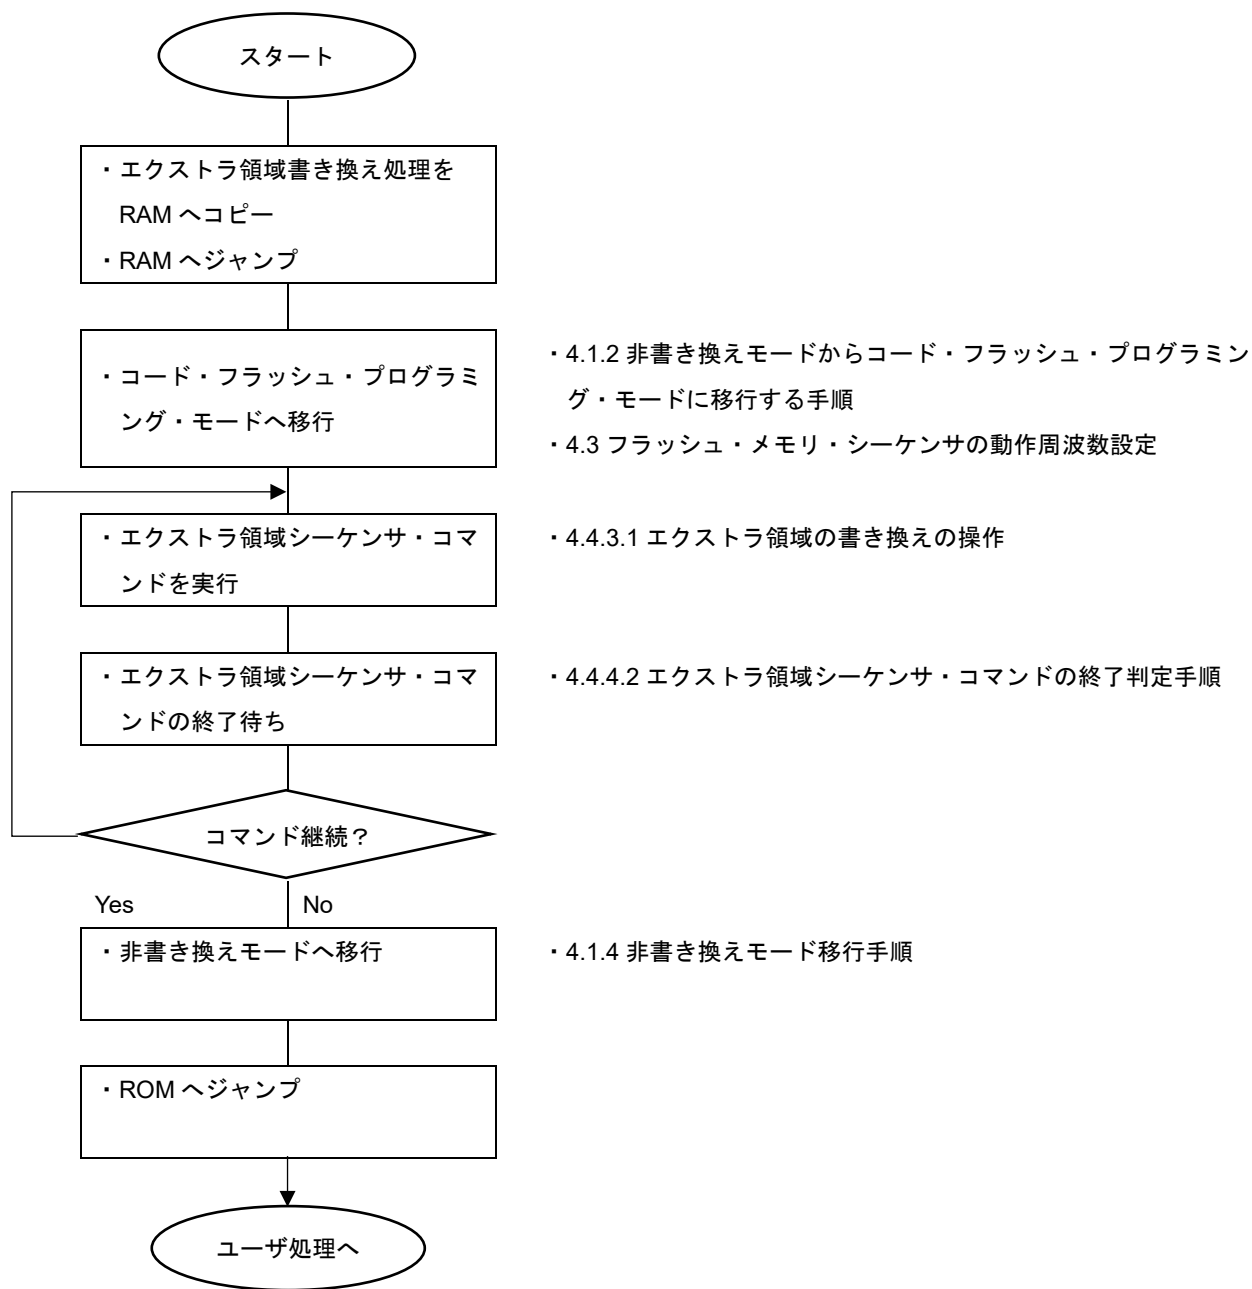 スタート
・エクストラ領域書き換え処理を
RAM へコピー
・RAM へジャンプ
・コード・フラッシュ・プログラミ
ング・モードへ移行
・4.1.2 非書き換えモードからコード・フラッシュ・プログラミン
グ・モードに移行する手順
・4.3 フラッシュ・メモリ・シーケンサの動作周波数設定
・エクストラ領域シーケンサ・コマ
ンドを実行
・4.4.3.1 エクストラ領域の書き換えの操作
・エクストラ領域シーケンサ・コマ
ンドの終了待ち
・4.4.4.2 エクストラ領域シーケンサ・コマンドの終了判定手順
コマンド継続？
Yes
No
・非書き換えモードへ移行
・4.1.4 非書き換えモード移行手順
・ROM へジャンプ
ユーザ処理へ